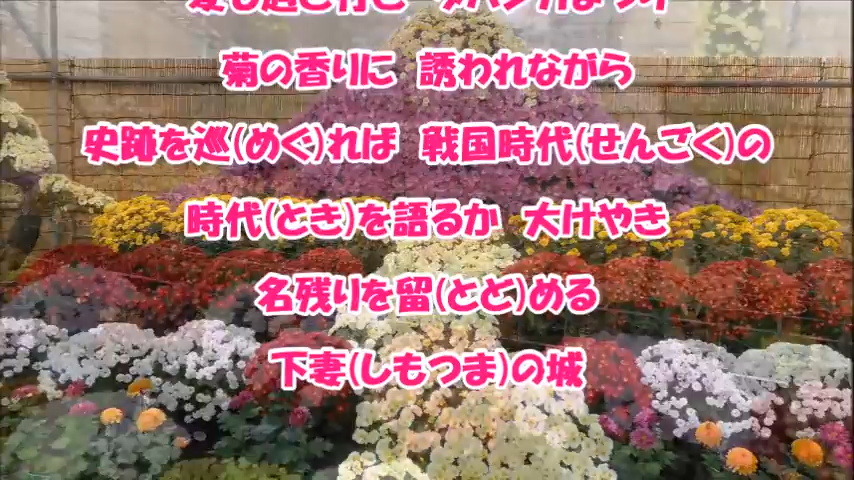 菊の香りに 誘われながら
史跡を巡(めぐ)れば 戦国時代(せんごく)の
時代(とき)を語るか 大けやき
名残りを留(とど)める
下妻(しもつま)の城